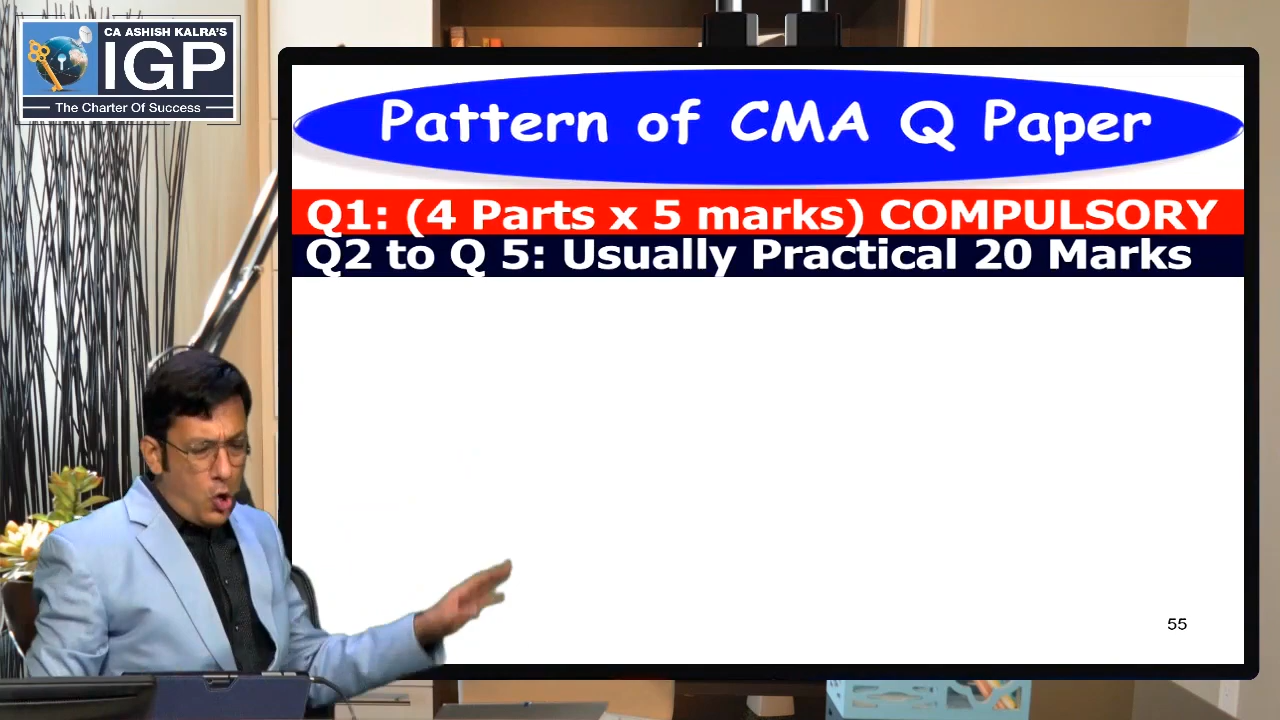 CA ASHISH KALRA'S
IGP
The Charter Of Success
Pattern of CMA Q Paper
Q1: (4 Parts x 5 marks) COMPULSORY
Q2 to Q 5: Usually Practical 20 Marks
55